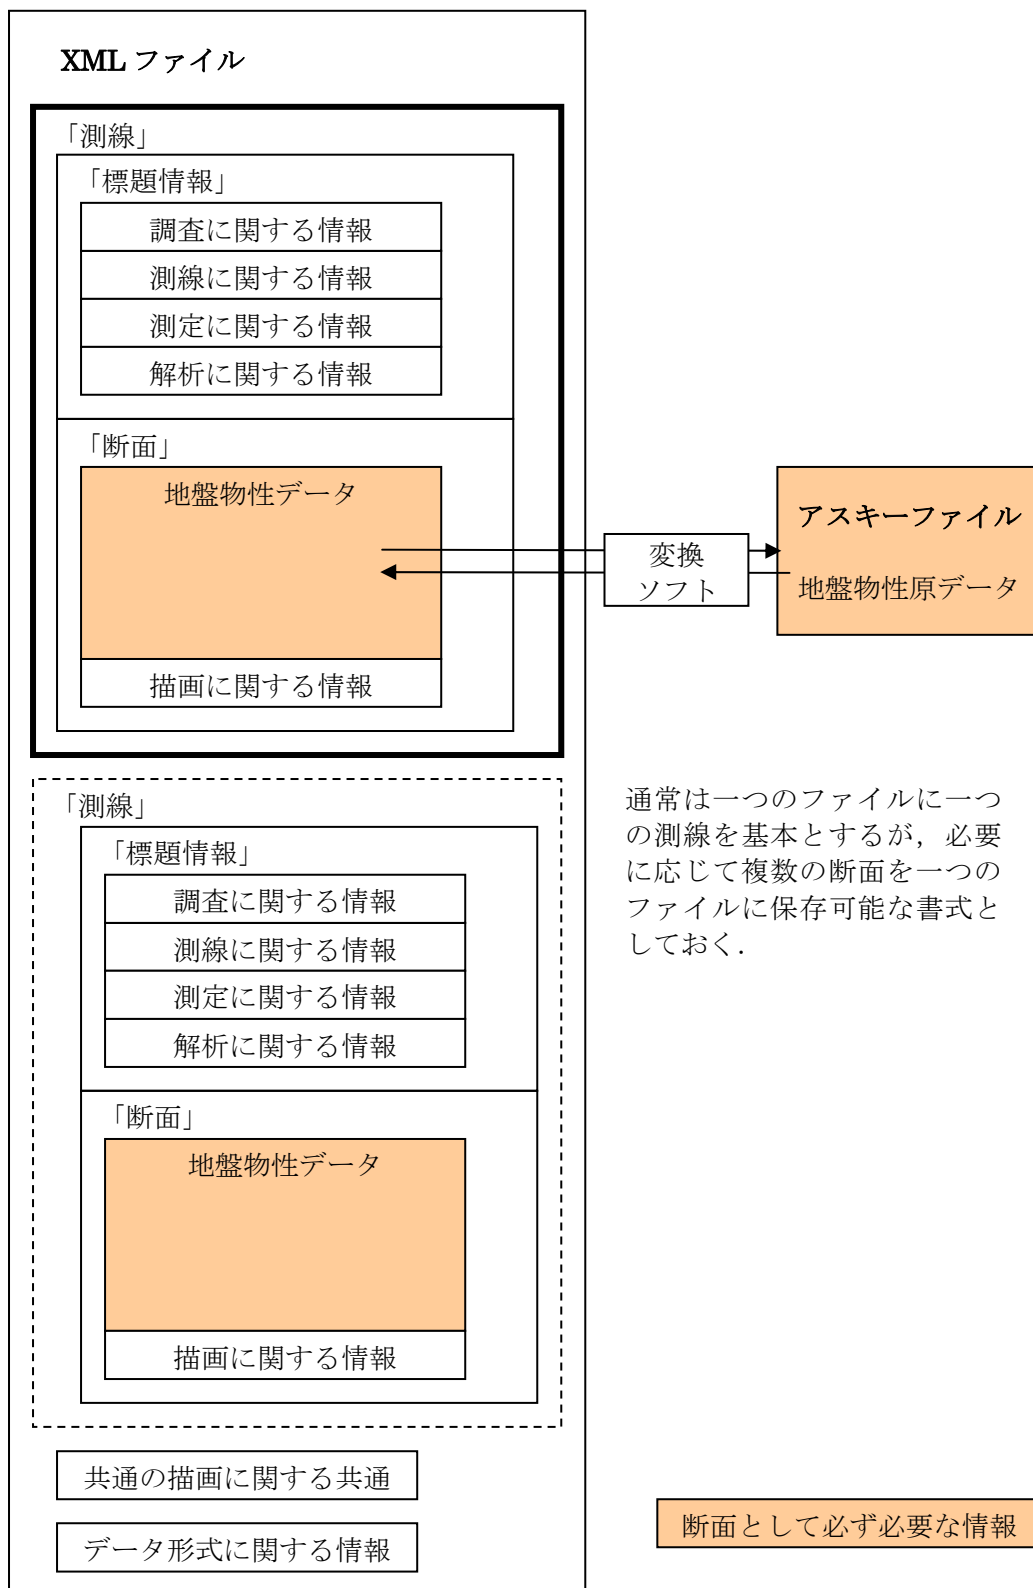 XML ファイル
「測線」
「標題情報」
調査に関する情報
測線に関する情報
測定に関する情報
解析に関する情報
「断面」
地盤物性データ
描画に関する情報
変換
ソフト
アスキーファイル
地盤物性原データ
「測線」
「標題情報」
調査に関する情報
測線に関する情報
測定に関する情報
解析に関する情報
「断面」
地盤物性データ
描画に関する情報
通常は一つのファイルに一つ
の測線を基本とするが，必要
に応じて複数の断面を一つの
ファイルに保存可能な書式と
しておく．
共通の描画に関する共通
データ形式に関する情報
断面として必ず必要な情報